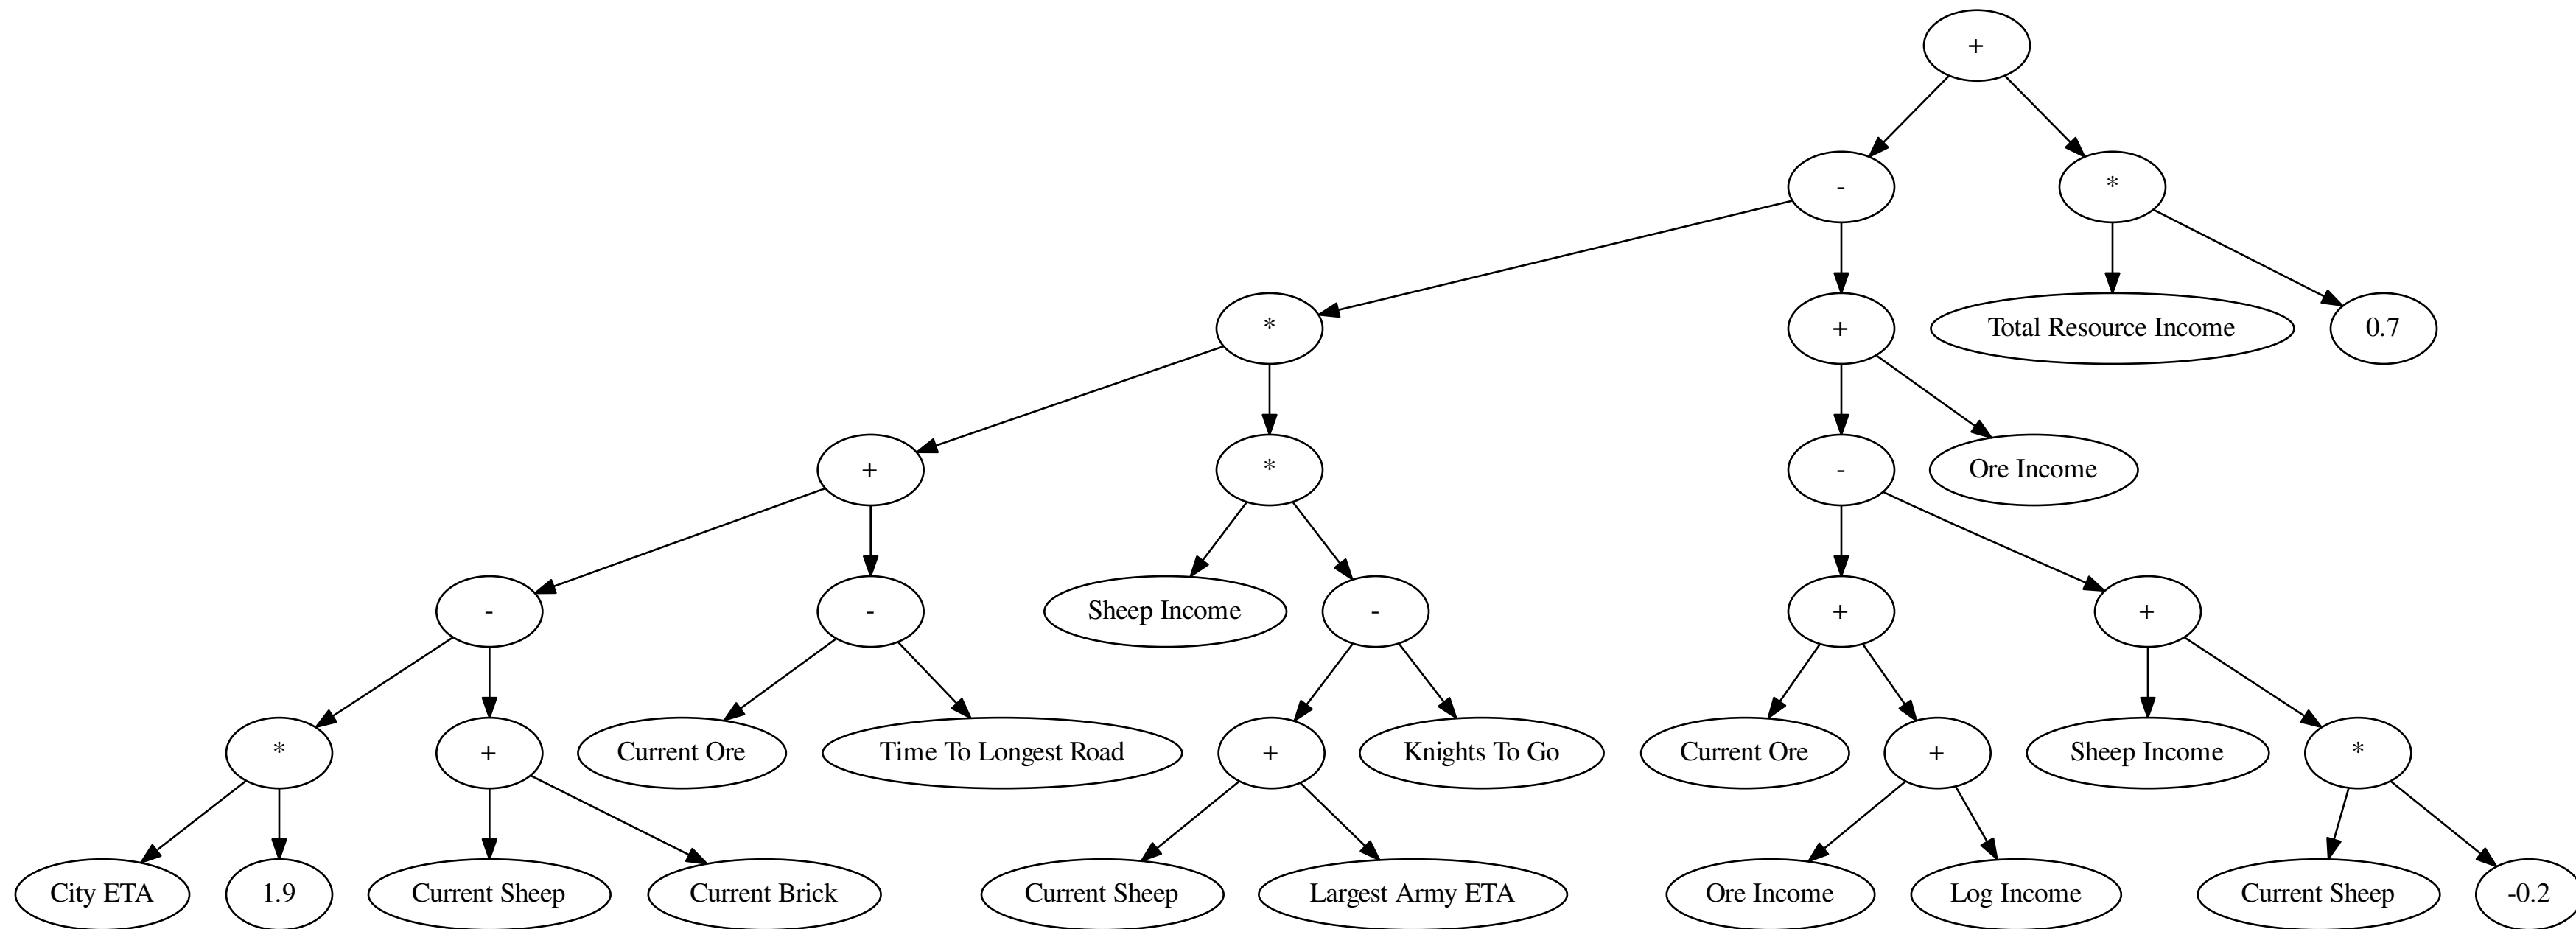 +
- *
* + Total Resource Income 0.7
+ * - Ore Income
- - Sheep Income - + +
* + Current Ore Time To Longest Road + Knights To Go Current Ore + Sheep Income *
City ETA 1.9 Current Sheep Current Brick Current Sheep Largest Army ETA Ore Income Log Income Current Sheep -0.2